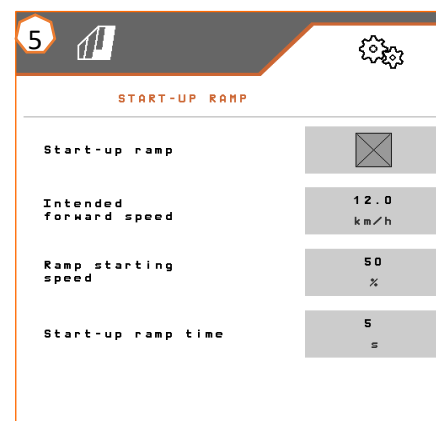 5
START-UP RAMP
Start-up ramp
Intended
forward speed
12.0
km/h
Ramp starting
speed
50
%
Start-up ramp time
5
s